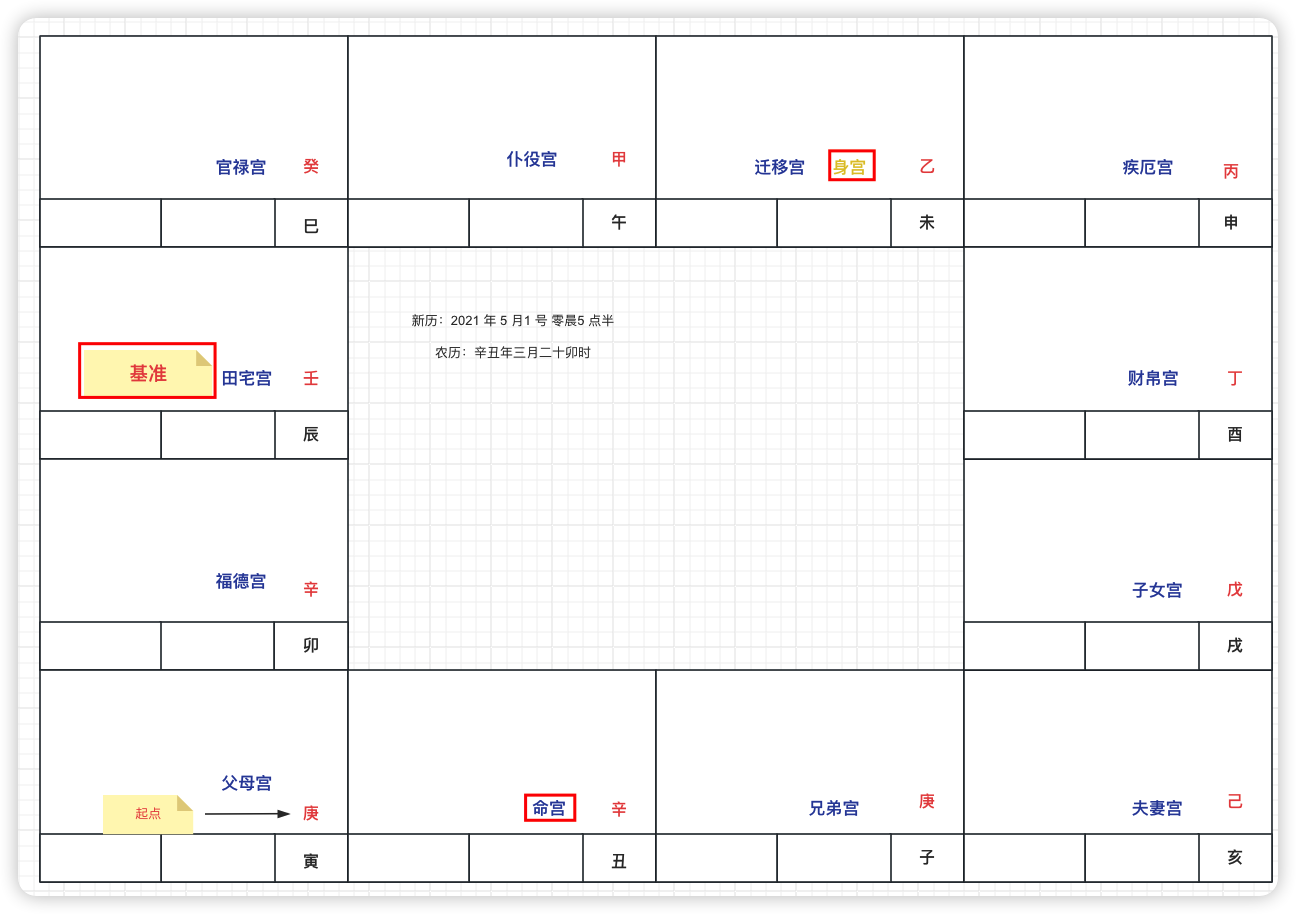 官禄宫 癸
仆役宫 甲
迁移宫 身宫 乙
疾厄宫 丙
巳
午
未
申
新历：2021 年 5 月1 号 零晨5 点半
农历：辛丑年三月二十卯时
基准 田宅宫 壬
财帛宫 丁
辰
酉
福德宫 辛
子女宫 戊
卯
戌
父母宫
起点 庚
命宫 辛
兄弟宫 庚
夫妻宫 己
寅
丑
子
亥